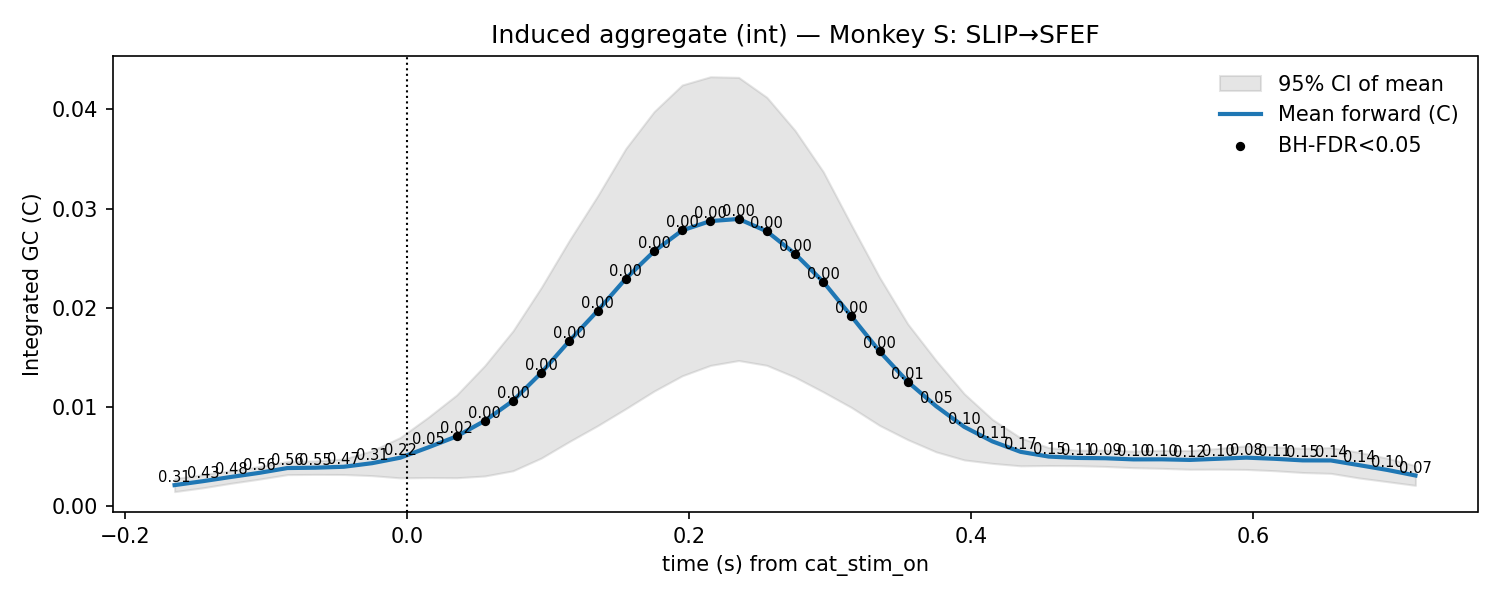 Induced aggregate (int) — Monkey S: SLIP→SFEF
95% CI of mean
Mean forward (C)
BH-FDR<0.05
Integrated GC (C)
0.04
0.03
0.02
0.01
0.00
0.31 0.43 0.48 0.56 0.56 0.55 0.47 0.31 0.22 0.05 0.02 0.00 0.00 0.00 0.00 0.00 0.00 0.00 0.00 0.00 0.00 0.00 0.00 0.00 0.00 0.00 0.01 0.05 0.10 0.11 0.17 0.15 0.11 0.09 0.10 0.10 0.12 0.10 0.08 0.11 0.15 0.14 0.14 0.10 0.07
−0.2 0.0 0.2 0.4 0.6
time (s) from cat_stim_on